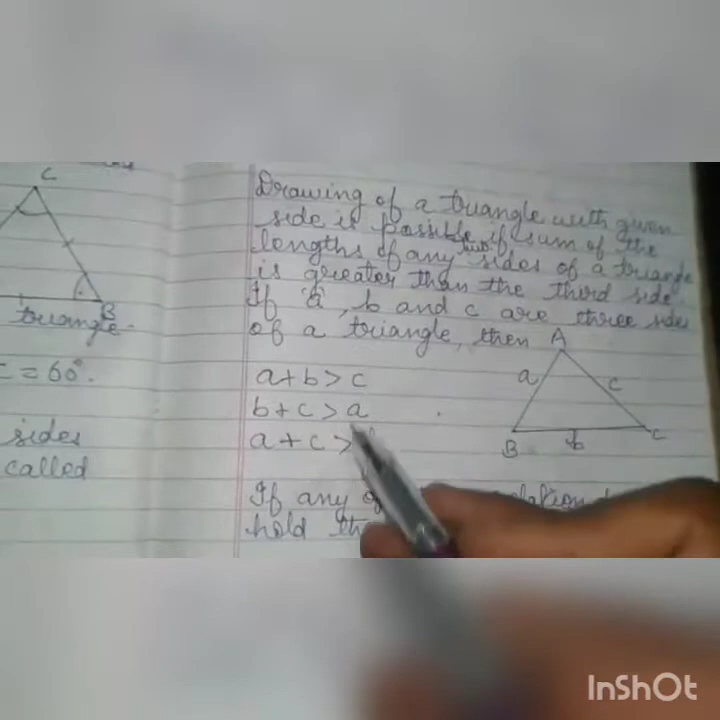 C
B
triangle.
= 60°.
sides
called
Drawing of a triangle with given
side is possible if sum of the
lengths of any two sides of a triangle
is greater than the third side.
If a, b and c are three sides
of a triangle, then
a + b > c
b + c > a
a + c >
A
a
c
B
b
C
If any
hold
InShOt